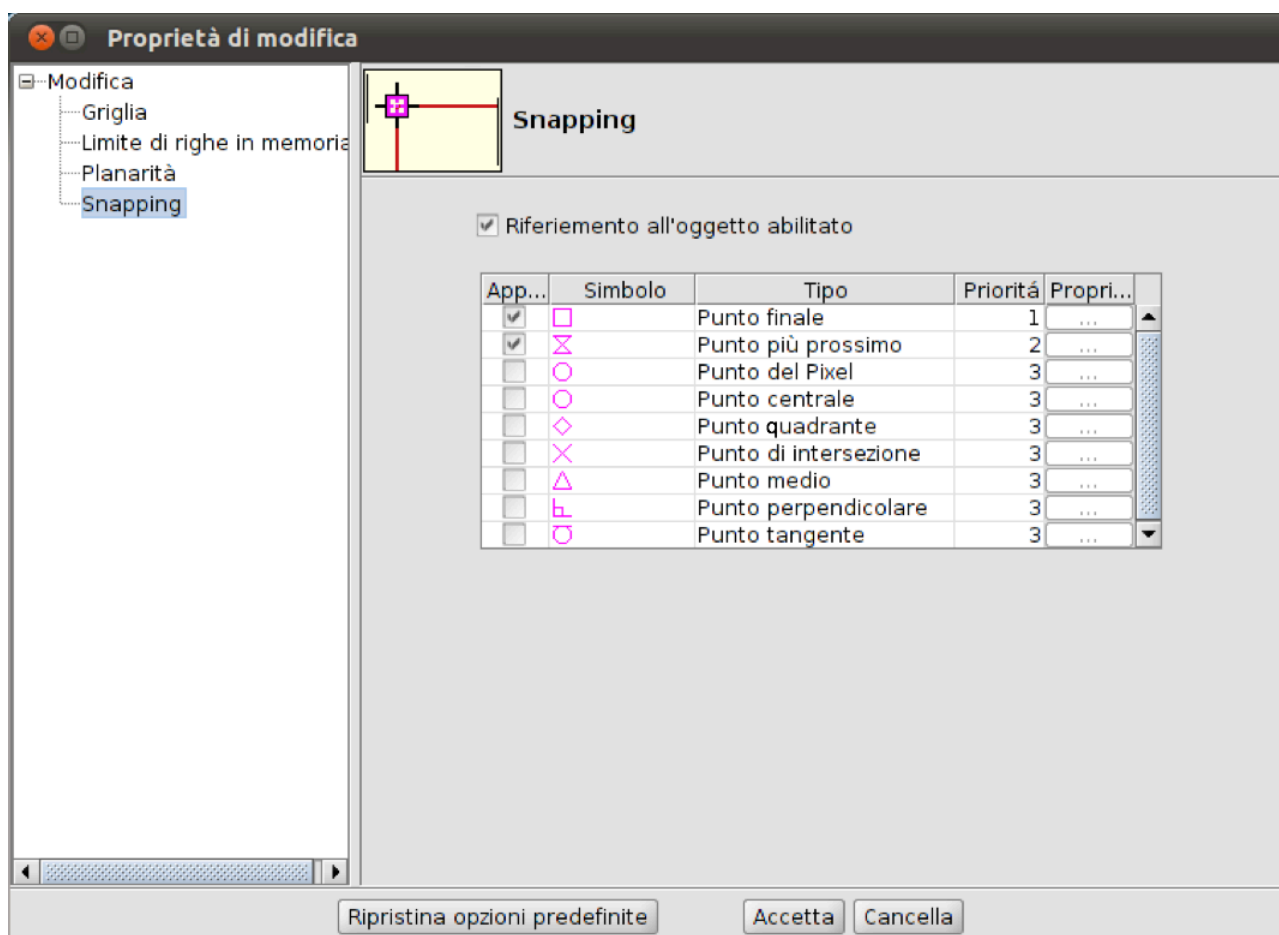 Proprietà di modifica
Modifica
Griglia
Limite di righe in memoria
Planarità
Snapping
Snapping
Riferiemento all'oggetto abilitato
App... Simbolo Tipo Prioritá Propri...
Punto finale 1 ...
Punto più prossimo 2 ...
Punto del Pixel 3 ...
Punto centrale 3 ...
Punto quadrante 3 ...
Punto di intersezione 3 ...
Punto medio 3 ...
Punto perpendicolare 3 ...
Punto tangente 3 ...
Ripristina opzioni predefinite Accetta Cancella